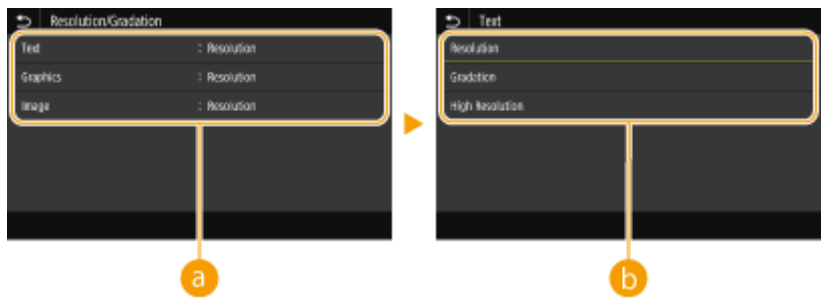 Resolution/Gradation
Text : Resolution
Graphics : Resolution
Image : Resolution
a
Text
Resolution
Gradation
High Resolution
b